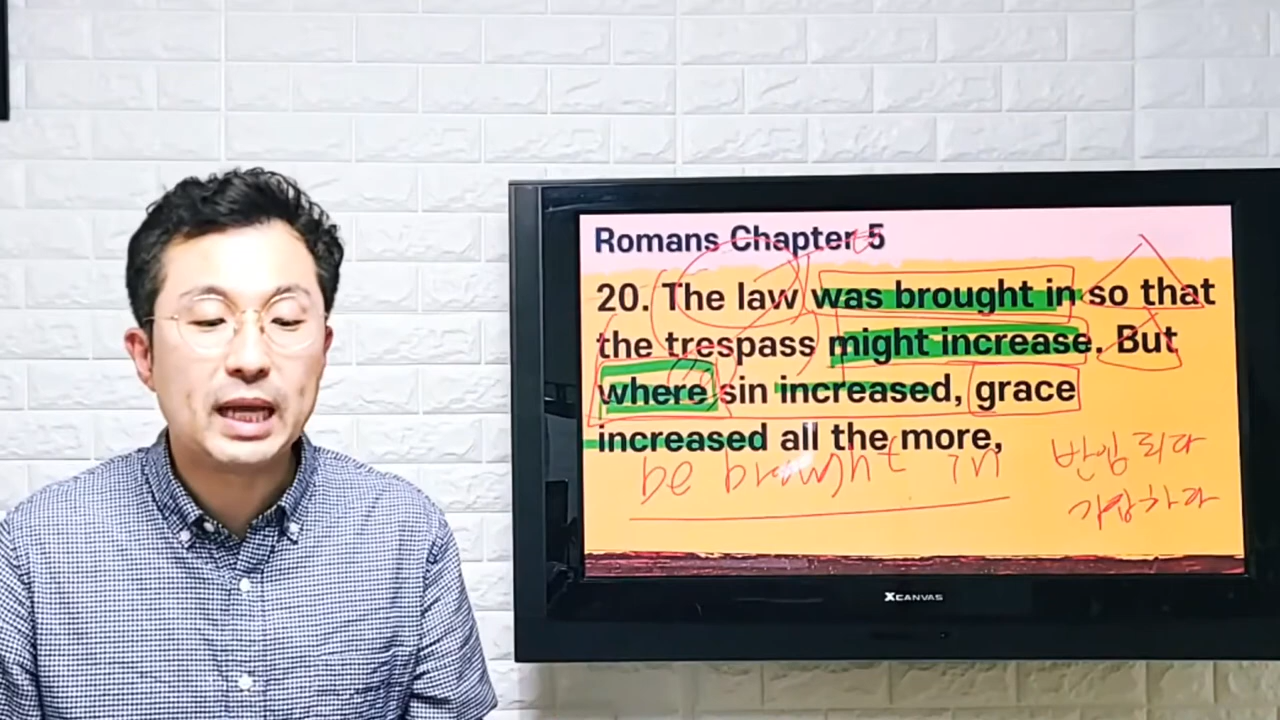 Romans Chapter 5
20. The law was brought in so that
the trespass might increase. But
where sin increased, grace
increased all the more,
be brought in
반입 되다
가담하다
XCANVAS